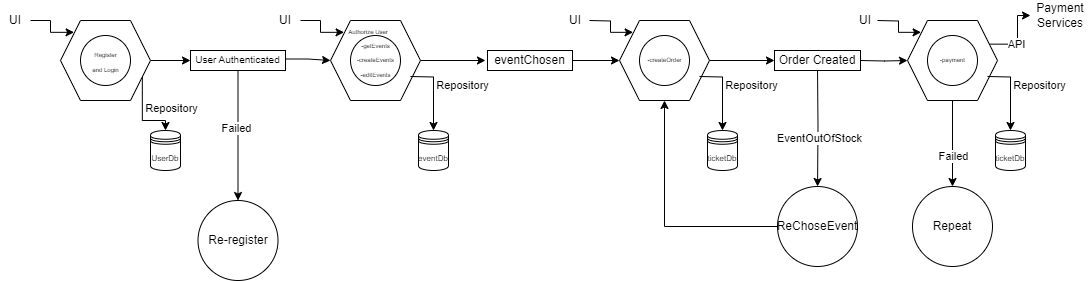 UI
Register
and Login
Repository
UserDb
User Authenticated
Failed
Re-register
UI
Authorize User
-getEvents
-createEvents
-editEvents
Repository
eventDb
eventChosen
UI
-createOrder
Repository
ticketDb
Order Created
EventOutOfStock
ReChoseEvent
UI
-payment
API
Payment
Services
Repository
ticketDb
Failed
Repeat